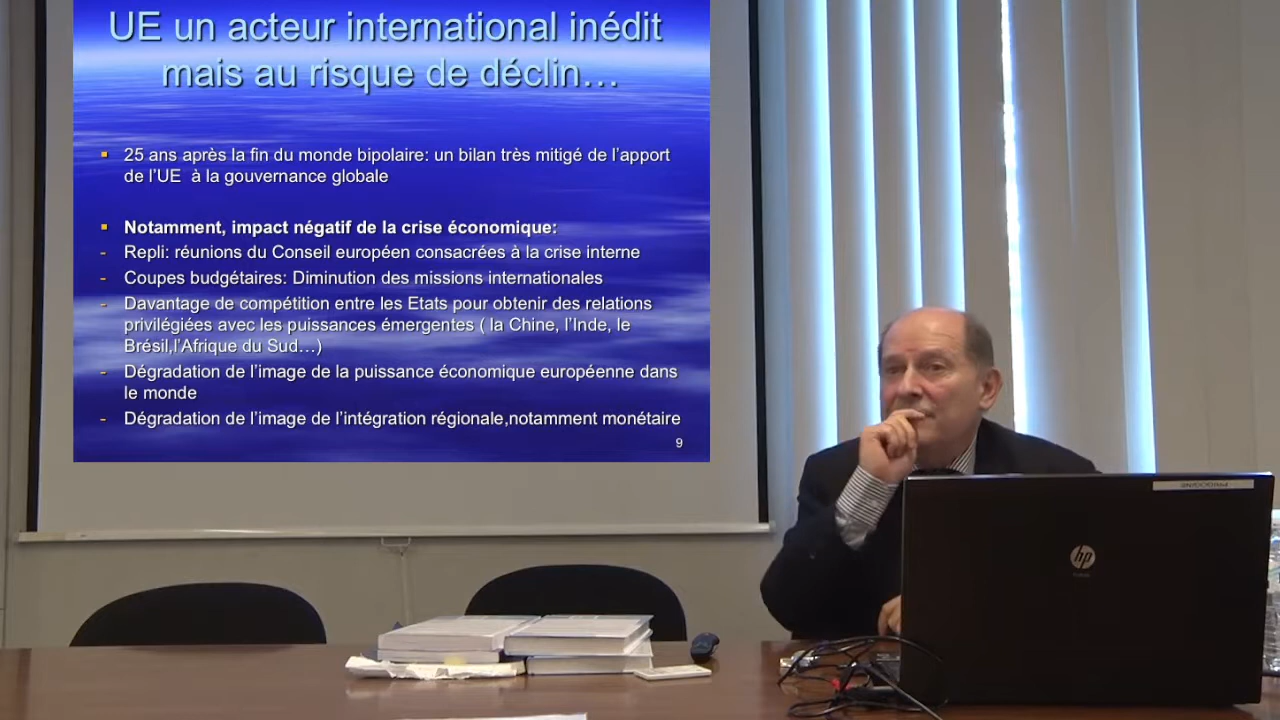 UE un acteur international inédit
mais au risque de déclin…
▪ 25 ans après la fin du monde bipolaire: un bilan très mitigé de l'apport
de l'UE à la gouvernance globale
▪ Notamment, impact négatif de la crise économique:
- Repli: réunions du Conseil européen consacrées à la crise interne
- Coupes budgétaires: Diminution des missions internationales
- Davantage de compétition entre les Etats pour obtenir des relations
privilégiées avec les puissances émergentes ( la Chine, l'Inde, le
Brésil,l'Afrique du Sud…)
- Dégradation de l'image de la puissance économique européenne dans
le monde
- Dégradation de l'image de l'intégration régionale,notamment monétaire
9
hp